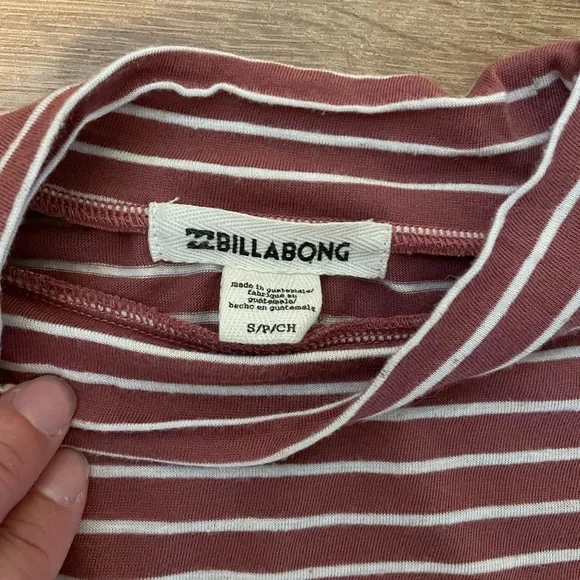 BILLABONG
made in guatemala/
fabrique au
guatemala/
hecho en guatemala
S/P/CH